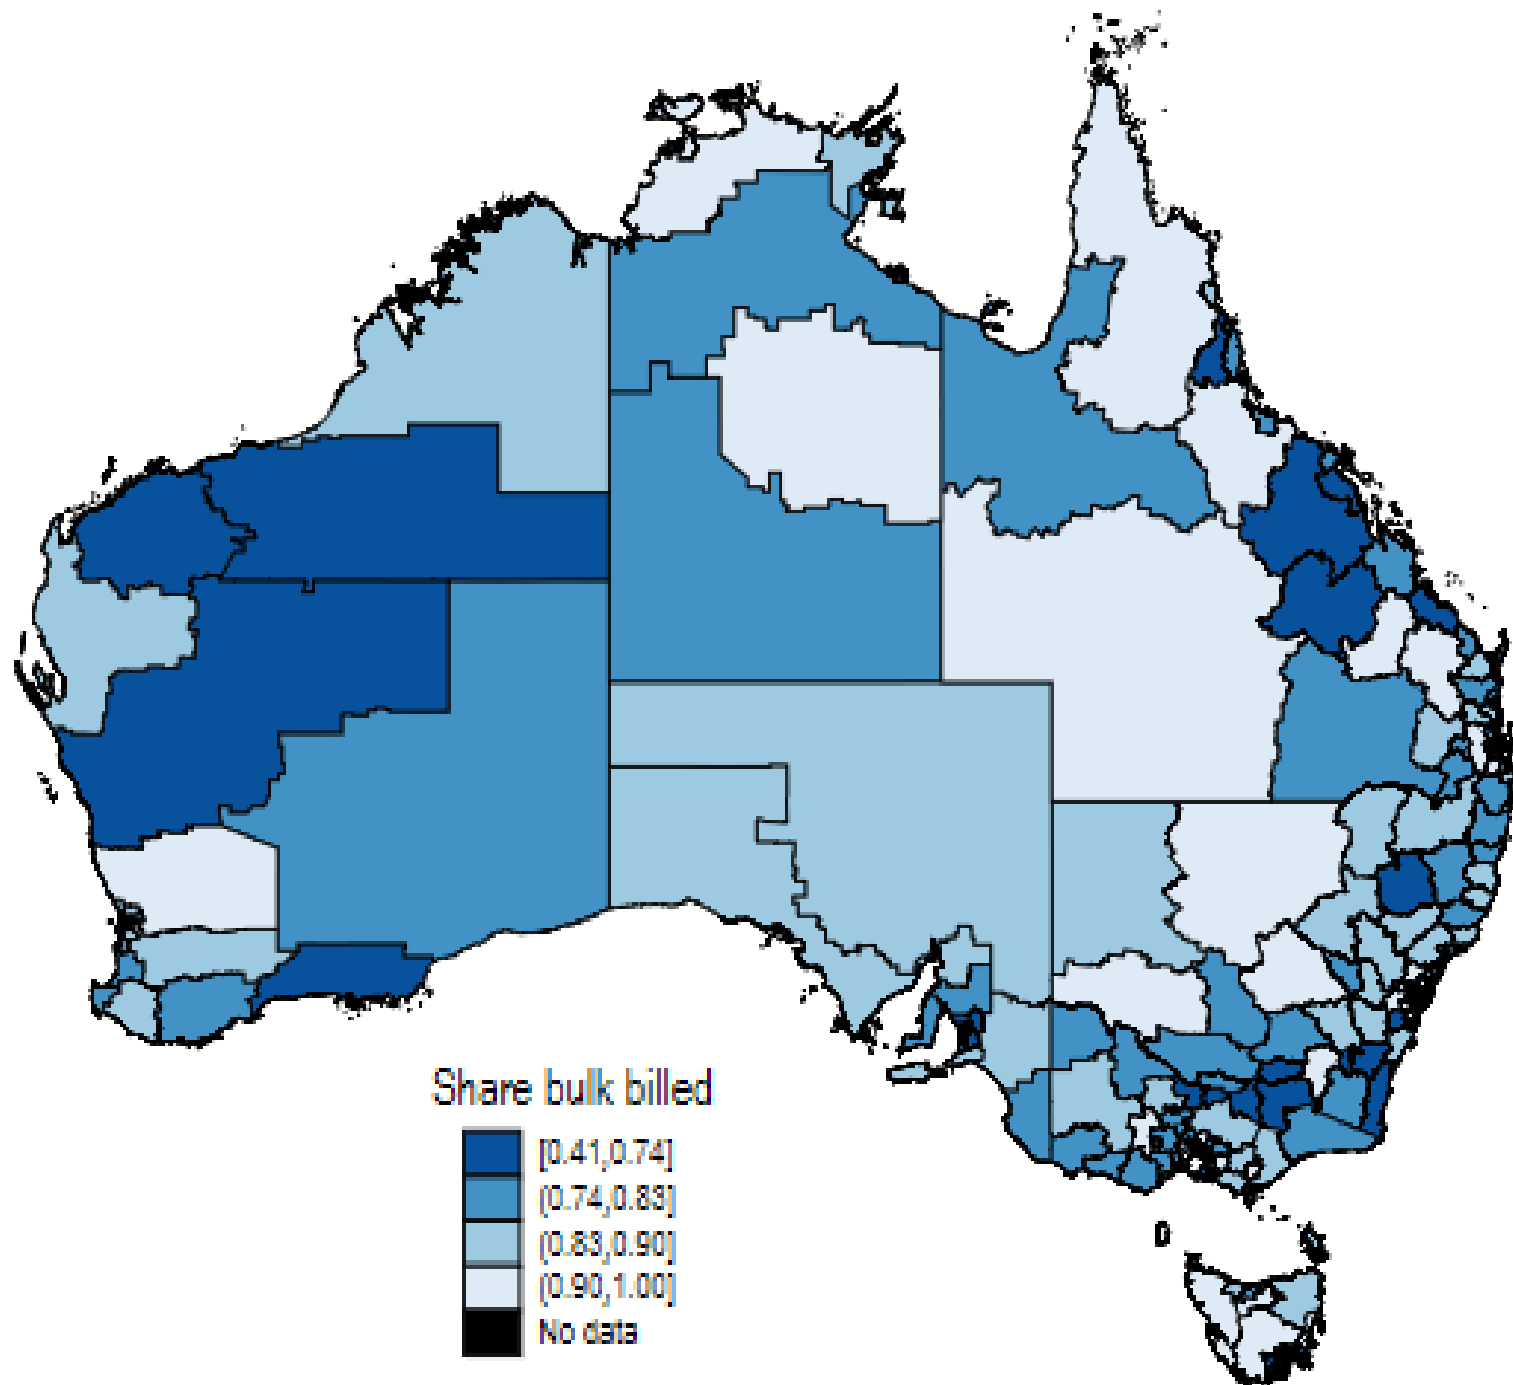 Share bulk billed
[0.41,0.74]
(0.74,0.83]
(0.83,0.90]
(0.90,1.00]
No data